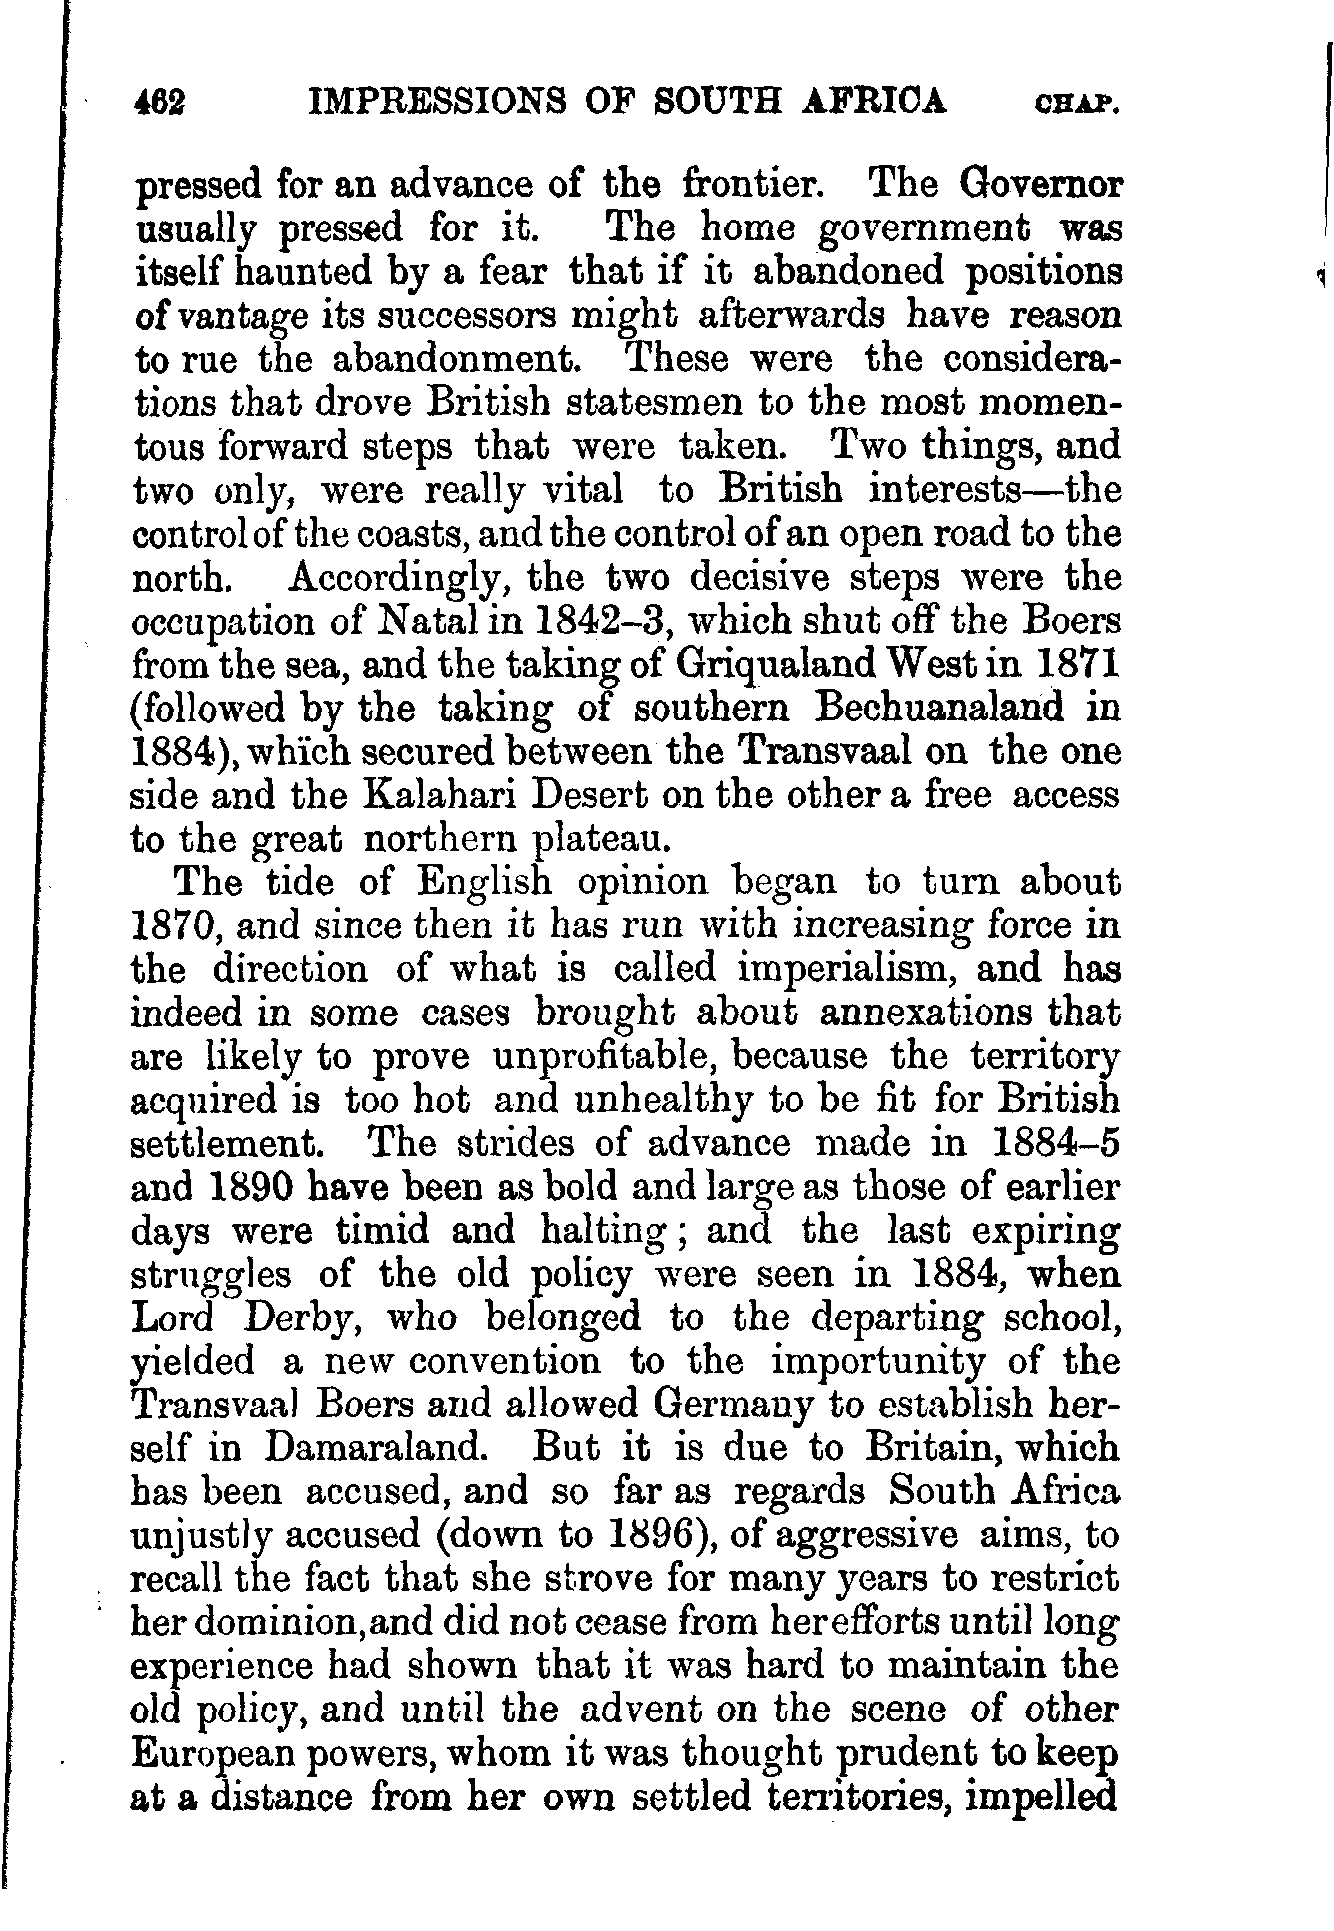 462 IMPRESSIONS OF SOUTH AFRICA CHAP.
pressed for an advance of the frontier. The Governor
usually pressed for it. The home government was
itself haunted by a fear that if it abandoned positions
of vantage its successors might afterwards have reason
to rue the abandonment. These were the considera-
tions that drove British statesmen to the most momen-
tous forward steps that were taken. Two things, and
two only, were really vital to British interests—the
control of the coasts, and the control of an open road to the
north. Accordingly, the two decisive steps were the
occupation of Natal in 1842–3, which shut off the Boers
from the sea, and the taking of Griqualand West in 1871
(followed by the taking of southern Bechuanaland in
1884), which secured between the Transvaal on the one
side and the Kalahari Desert on the other a free access
to the great northern plateau.
The tide of English opinion began to turn about
1870, and since then it has run with increasing force in
the direction of what is called imperialism, and has
indeed in some cases brought about annexations that
are likely to prove unprofitable, because the territory
acquired is too hot and unhealthy to be fit for British
settlement. The strides of advance made in 1884–5
and 1890 have been as bold and large as those of earlier
days were timid and halting; and the last expiring
struggles of the old policy were seen in 1884, when
Lord Derby, who belonged to the departing school,
yielded a new convention to the importunity of the
Transvaal Boers and allowed Germany to establish her-
self in Damaraland. But it is due to Britain, which
has been accused, and so far as regards South Africa
unjustly accused (down to 1896), of aggressive aims, to
recall the fact that she strove for many years to restrict
her dominion, and did not cease from her efforts until long
experience had shown that it was hard to maintain the
old policy, and until the advent on the scene of other
European powers, whom it was thought prudent to keep
at a distance from her own settled territories, impelled